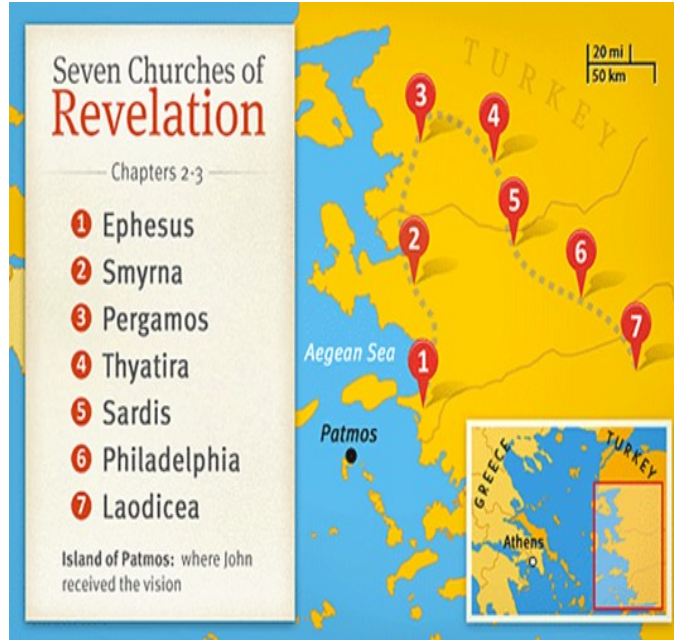 Seven Churches of
Revelation
Chapters 2-3
1 Ephesus
2 Smyrna
3 Pergamos
4 Thyatira
5 Sardis
6 Philadelphia
7 Laodicea
Island of Patmos: where John
received the vision
TURKEY
20 mi
50 km
3
4
5
2
6
7
1
Aegean Sea
Patmos
GREECE
TURKEY
Athens